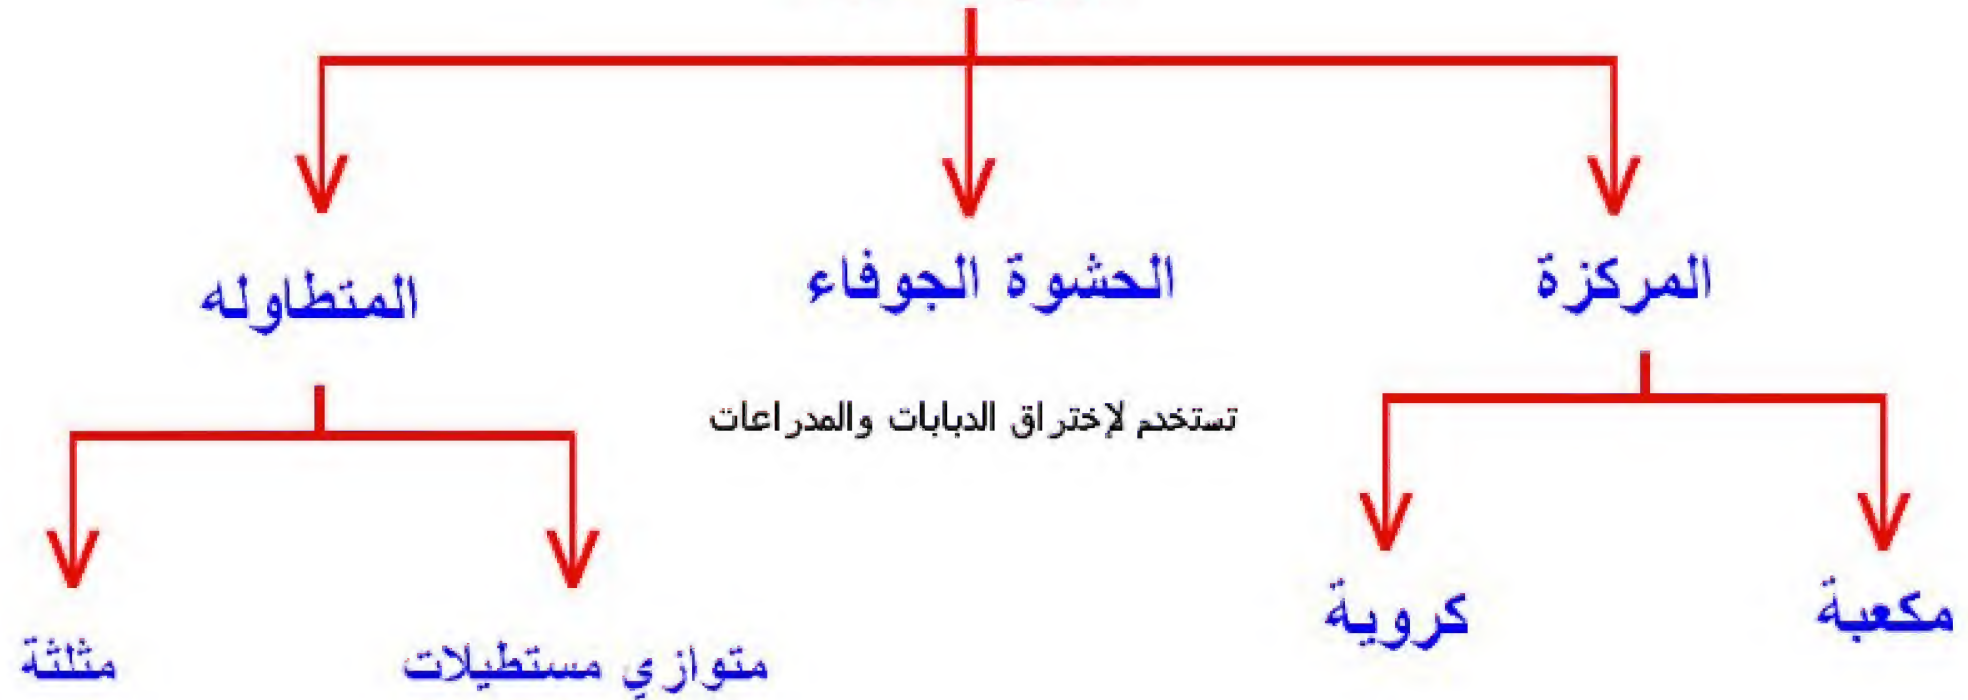 المركزة
الحشوة الجوفاء
المتطاوله
تستخدم لإختراق الدبابات والمدراعات
مكعبة
كروية
متوازي مستطيلات
مثلثة